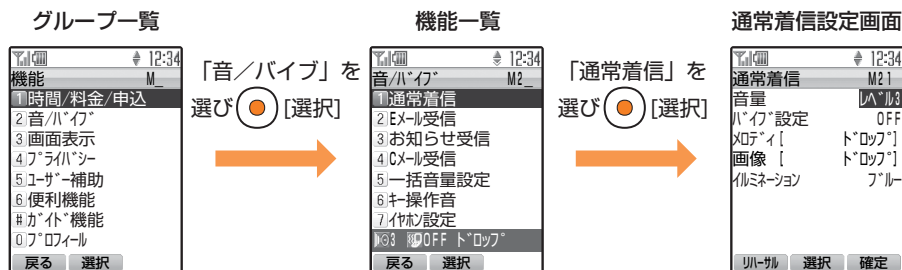 グループ一覧
12:34
機能 M_
1時間/料金/申込
2音/バイブ
3画面表示
4プライバシー
5ユーザー補助
6便利機能
#ガイド機能
0プロフィール
戻る 選択
「音／バイブ」を
選び [選択]
機能一覧
12:34
音/バイブ M2_
1通常着信
2Eメール受信
3お知らせ受信
4Cメール受信
5一括音量設定
6キー操作音
7イヤホン設定
3 OFF ドロップ
戻る 選択
「通常着信」を
選び [選択]
通常着信設定画面
12:34
通常着信 M21
音量 レベル3
バイブ設定 OFF
メロディ[ ドロップ]
画像 [ ドロップ]
イルミネーション ブルー
リハーサル 選択 確定